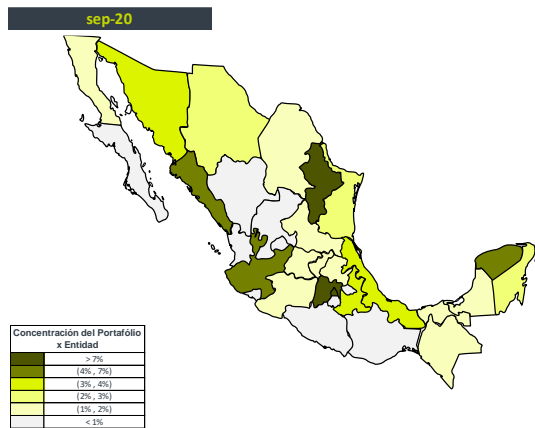 sep-20
Concentración del Portafólio
x Entidad
> 7%
(4% , 7%)
(3% , 4%)
(2% , 3%)
(1% , 2%)
< 1%